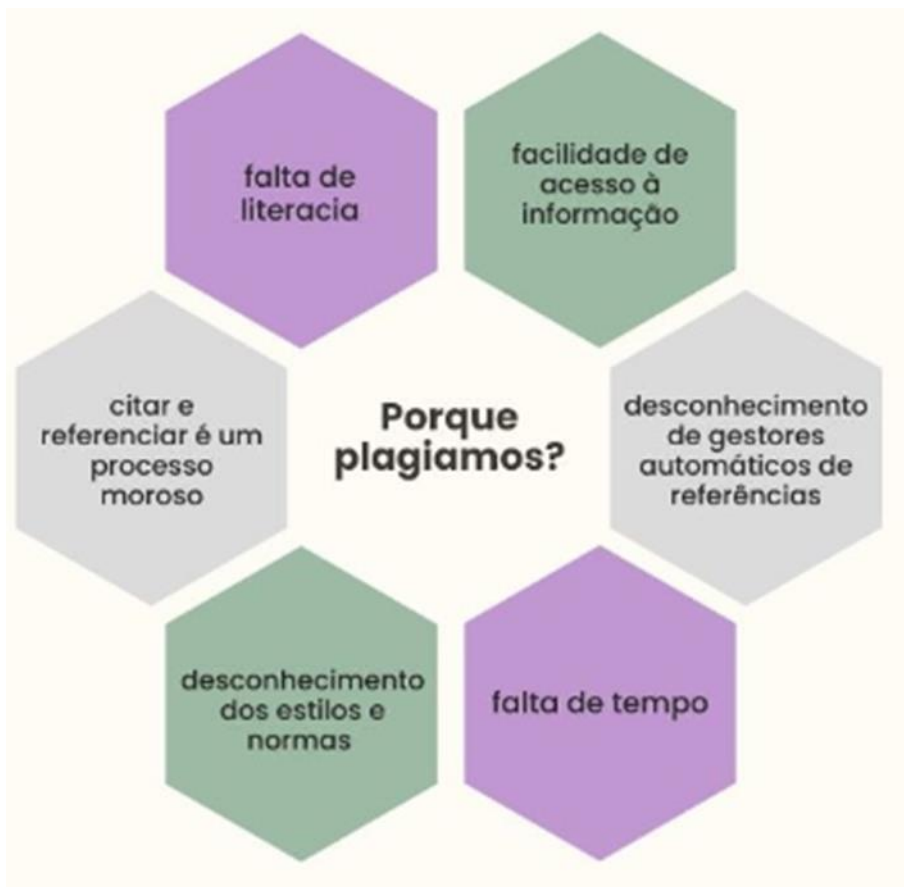 falta de
literacia
facilidade de
acesso à
informação
citar e
referenciar é um
processo
moroso
Porque
plagiamos?
desconhecimento
de gestores
automáticos de
referências
desconhecimento
dos estilos e
normas
falta de tempo